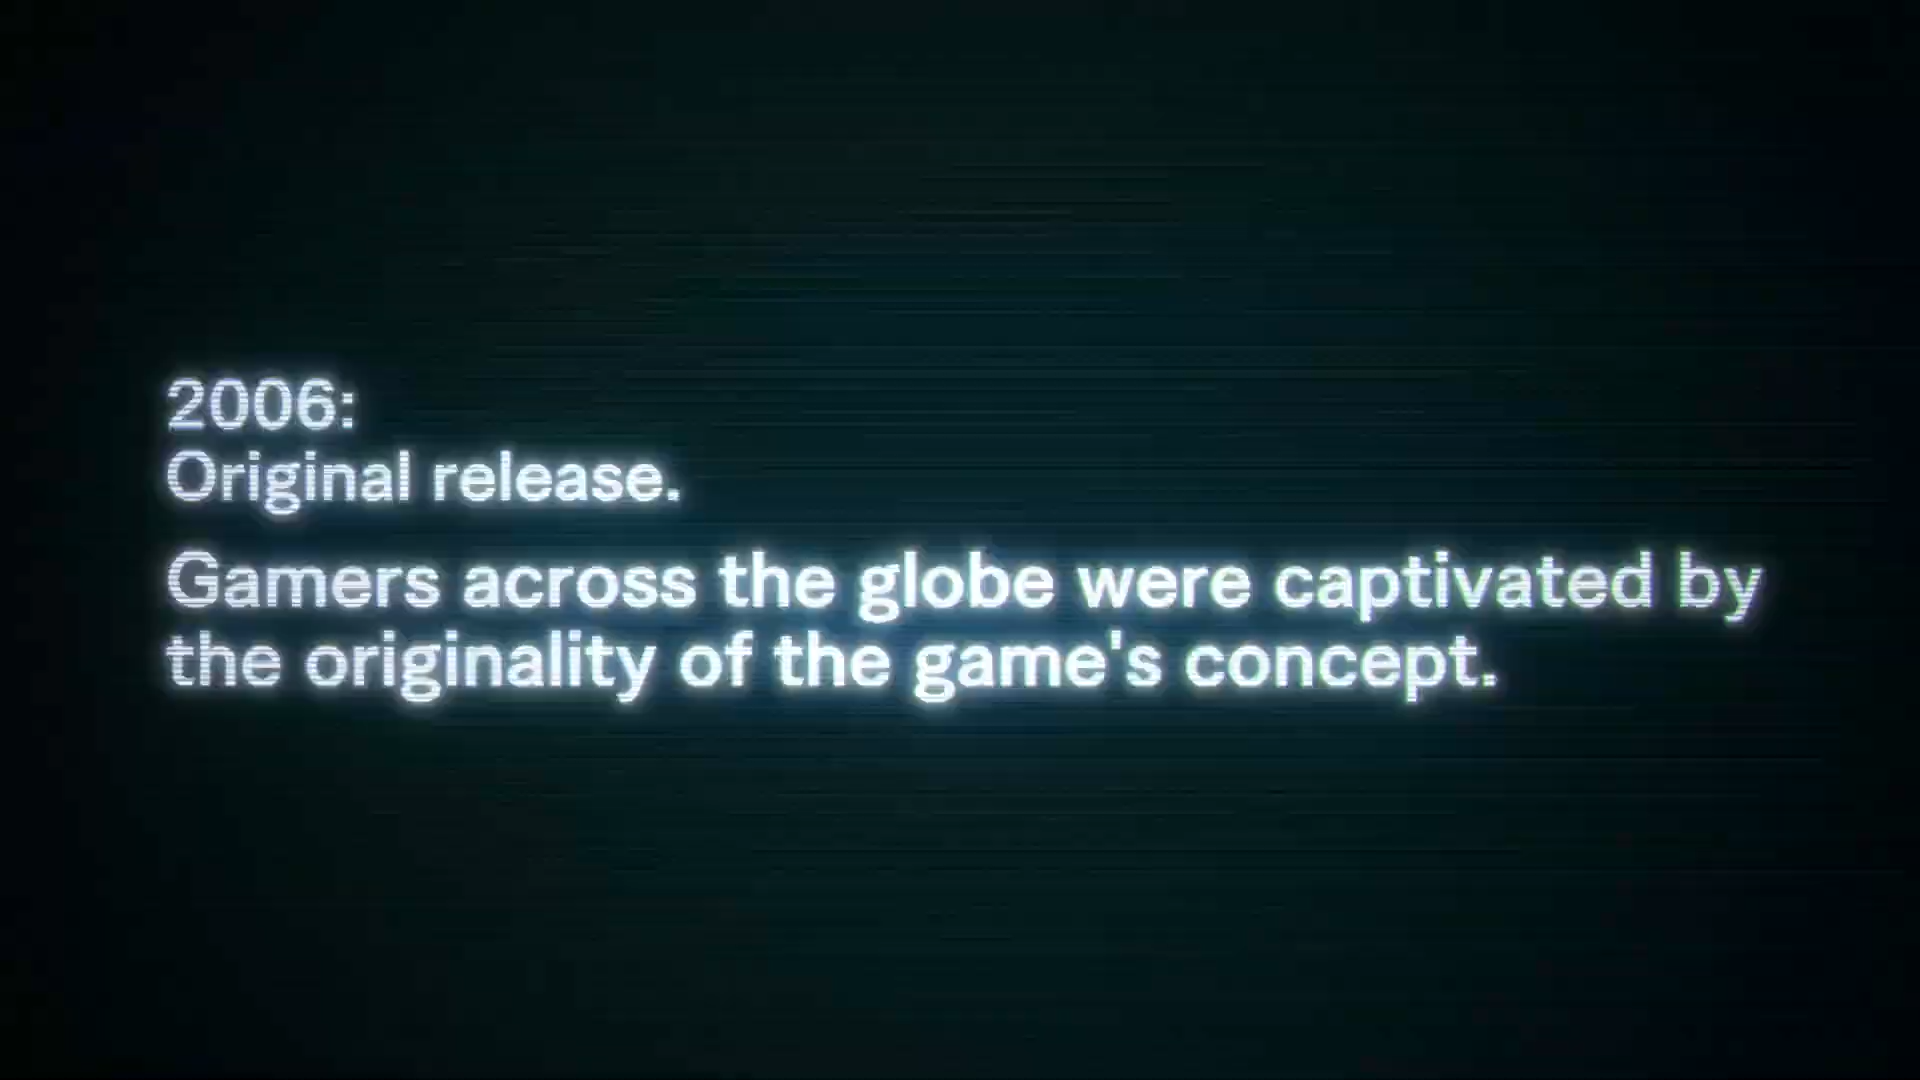 2006:
Original release.
Gamers across the globe were captivated by
the originality of the game's concept.